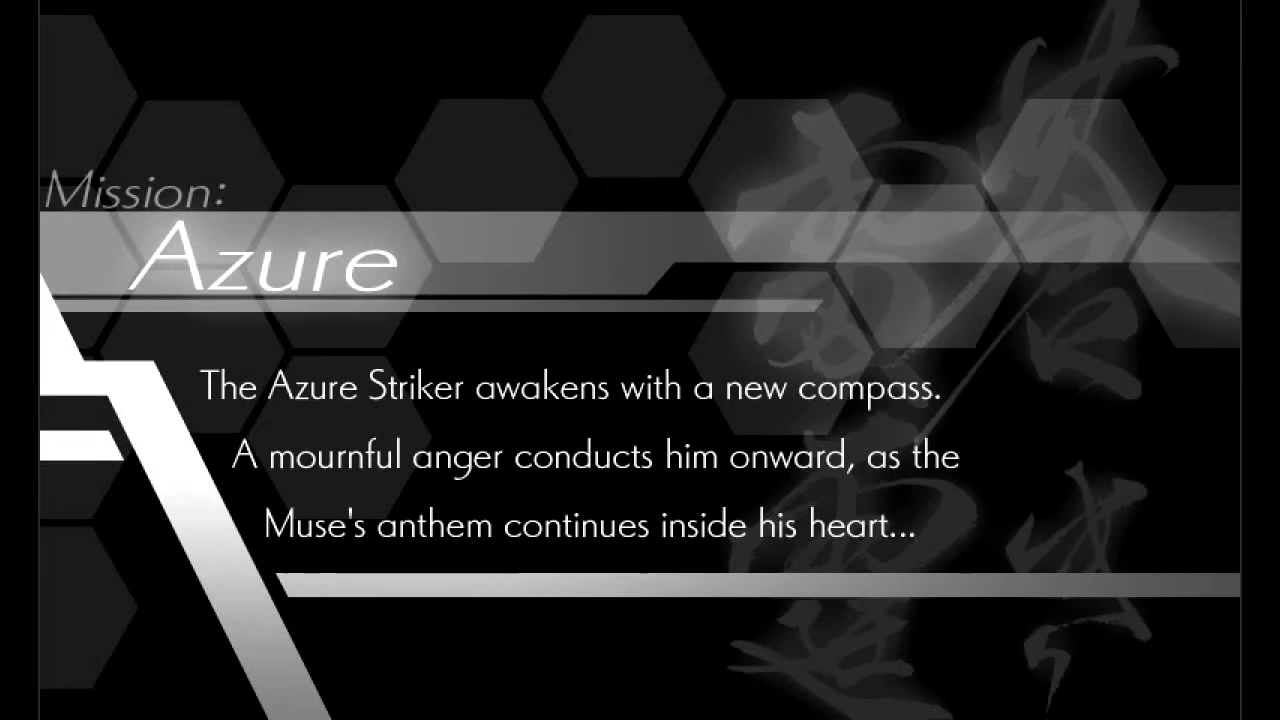 Mission:
Azure
The Azure Striker awakens with a new compass.
A mournful anger conducts him onward, as the
Muse's anthem continues inside his heart...